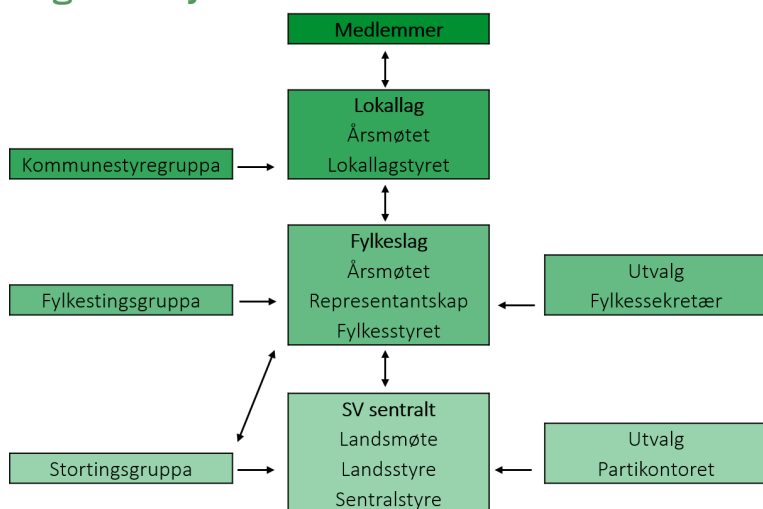 Medlemmer
Lokallag
Årsmøtet
Lokallagstyret
Kommunestyregruppa
Fylkeslag
Årsmøtet
Representantskap
Fylkesstyret
Fylkestingsgruppa
Utvalg
Fylkessekretær
SV sentralt
Landsmøte
Landsstyre
Sentralstyre
Stortingsgruppa
Utvalg
Partikontoret